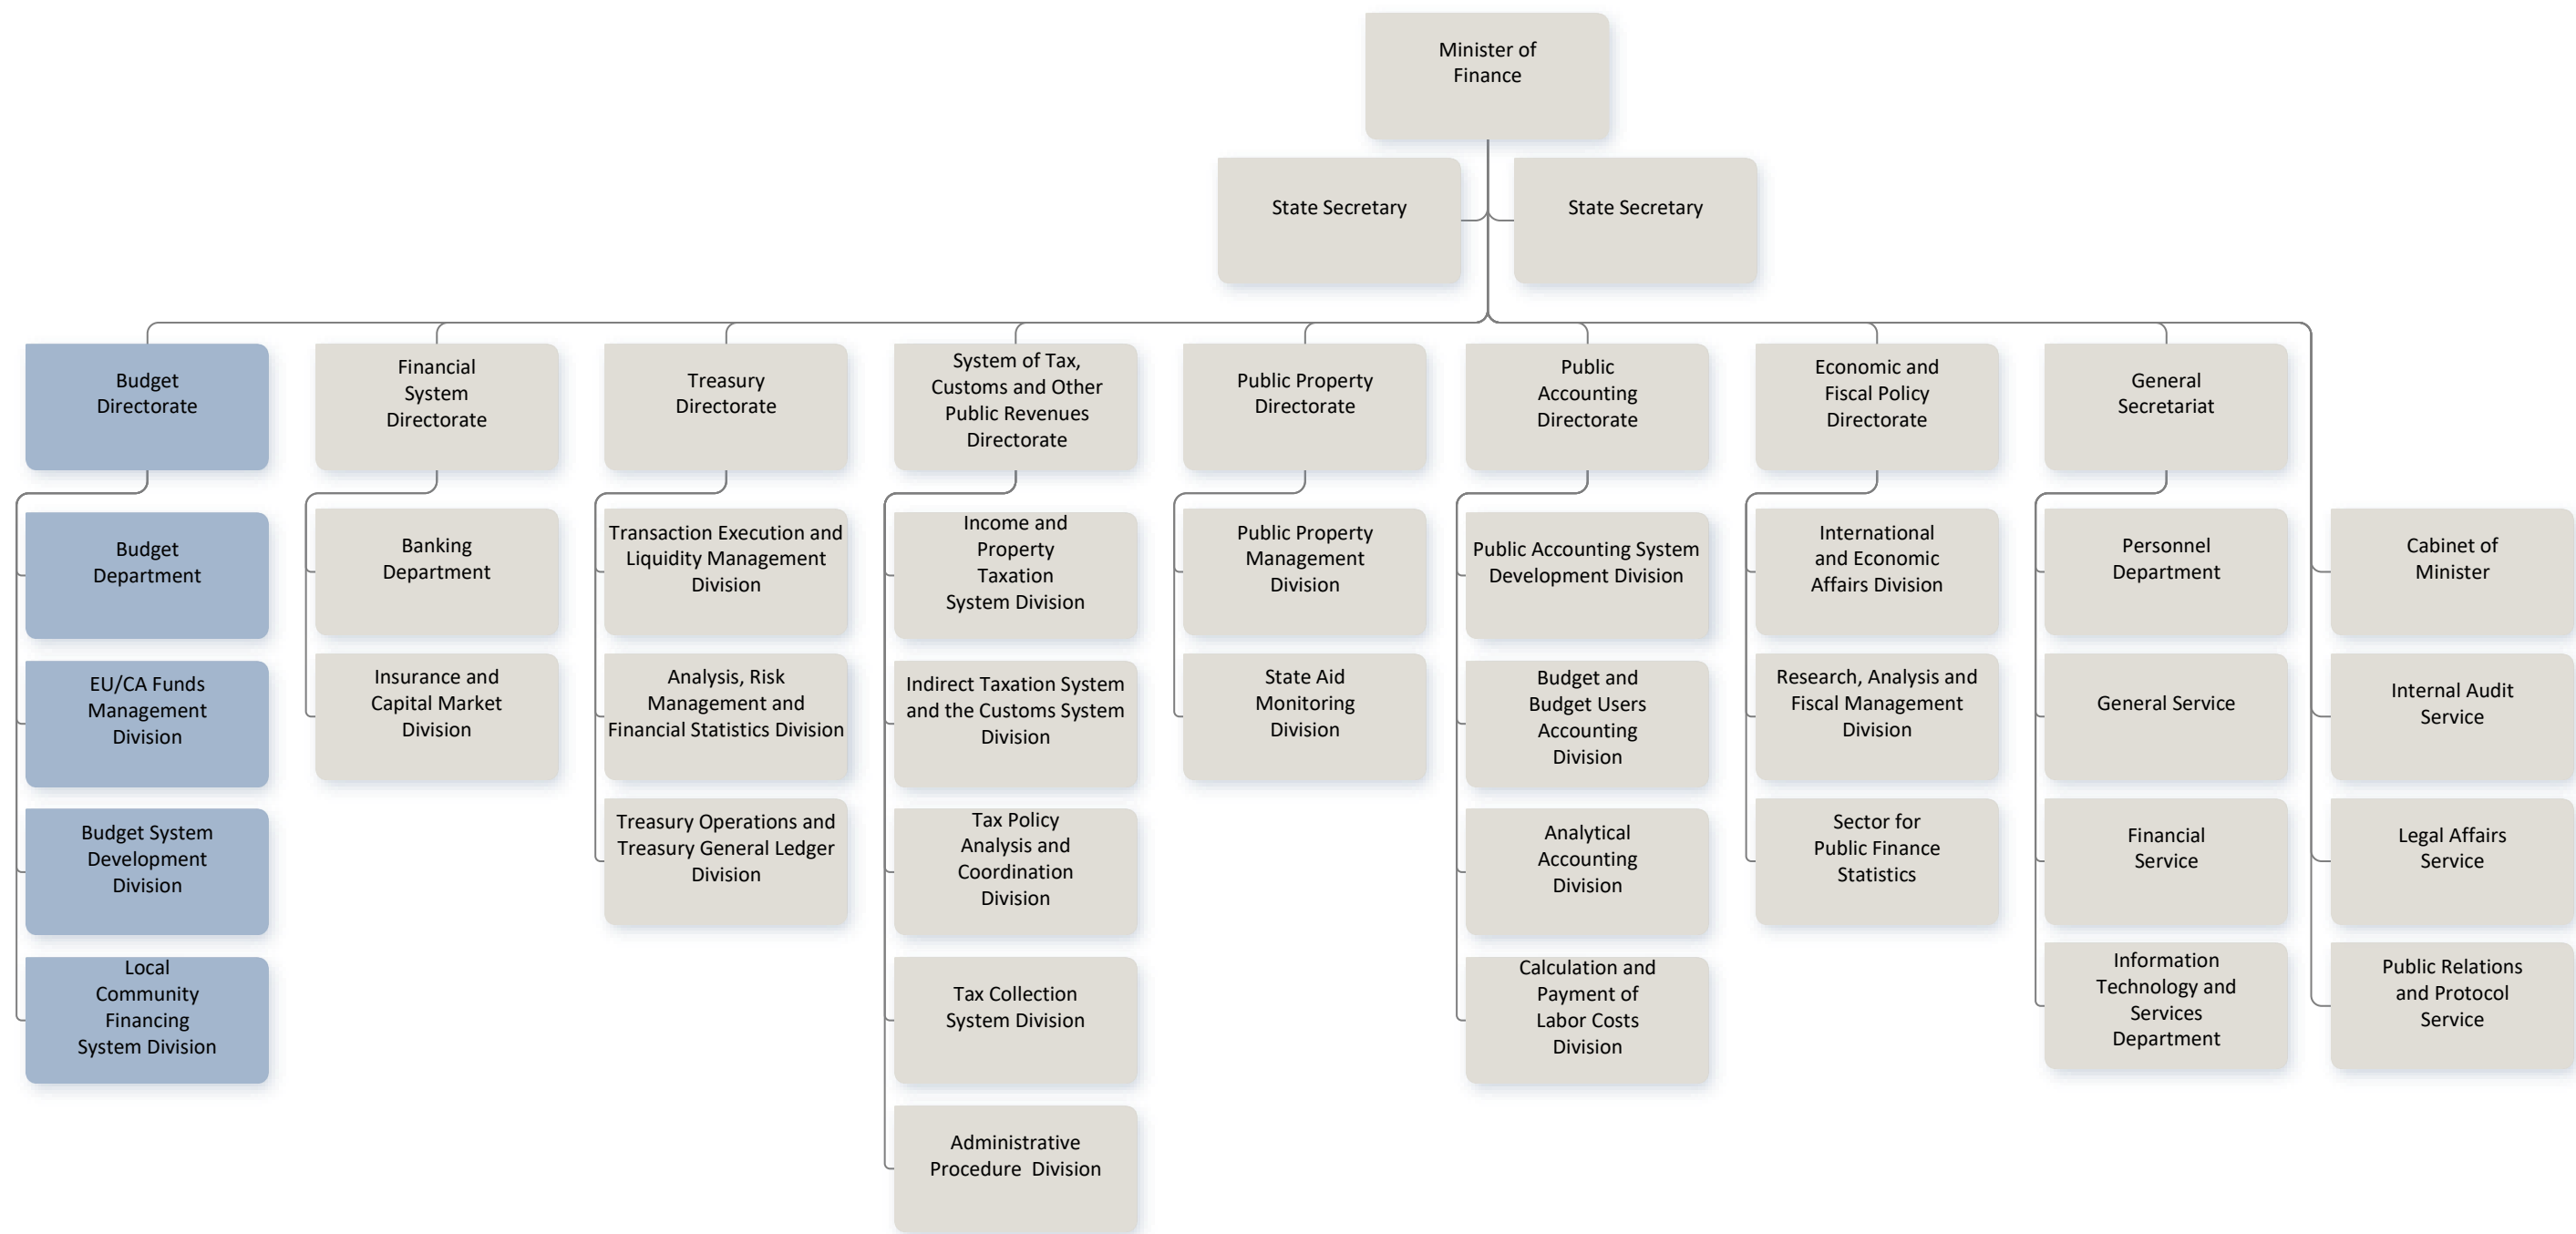 Minister of
Finance
State Secretary
State Secretary
Budget
Directorate
Financial
System
Directorate
Treasury
Directorate
System of Tax,
Customs and Other
Public Revenues
Directorate
Public Property
Directorate
Public
Accounting
Directorate
Economic and
Fiscal Policy
Directorate
General
Secretariat
Budget
Department
EU/CA Funds
Management
Division
Budget System
Development
Division
Local
Community
Financing
System Division
Banking
Department
Insurance and
Capital Market
Division
Transaction Execution and
Liquidity Management
Division
Analysis, Risk
Management and
Financial Statistics Division
Treasury Operations and
Treasury General Ledger
Division
Income and
Property
Taxation
System Division
Indirect Taxation System
and the Customs System
Division
Tax Policy
Analysis and
Coordination
Division
Tax Collection
System Division
Administrative
Procedure Division
Public Property
Management
Division
State Aid
Monitoring
Division
Public Accounting System
Development Division
Budget and
Budget Users
Accounting
Division
Analytical
Accounting
Division
Calculation and
Payment of
Labor Costs
Division
International
and Economic
Affairs Division
Research, Analysis and
Fiscal Management
Division
Sector for
Public Finance
Statistics
Personnel
Department
General Service
Financial
Service
Information
Technology and
Services
Department
Cabinet of
Minister
Internal Audit
Service
Legal Affairs
Service
Public Relations
and Protocol
Service